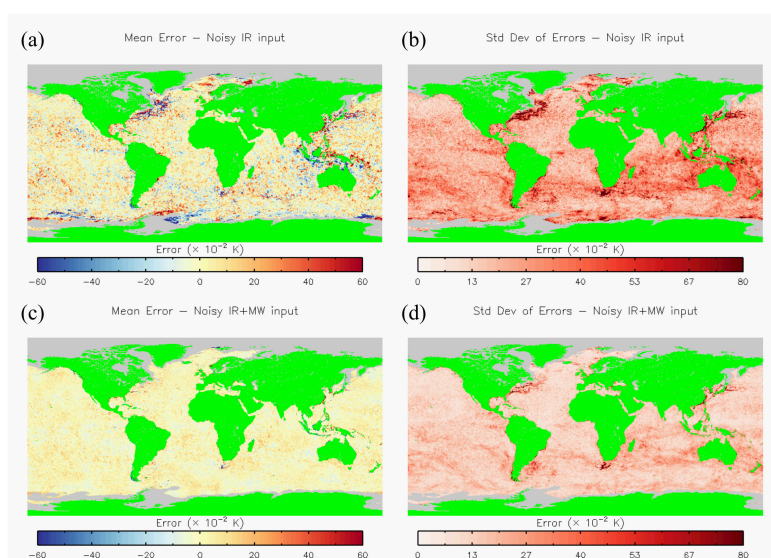 (a) Mean Error – Noisy IR input
(b) Std Dev of Errors – Noisy IR input
Error (× 10⁻² K)
−60 −40 −20 0 20 40 60
Error (× 10⁻² K)
0 13 27 40 53 67 80
(c) Mean Error – Noisy IR+MW input
(d) Std Dev of Errors – Noisy IR+MW input
Error (× 10⁻² K)
−60 −40 −20 0 20 40 60
Error (× 10⁻² K)
0 13 27 40 53 67 80